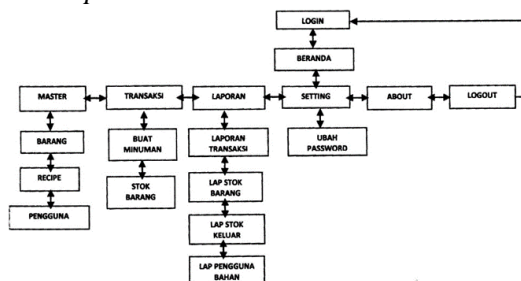 LOGIN
BERANDA
MASTER
TRANSAKSI
LAPORAN
SETTING
ABOUT
LOGOUT
BARANG
RECIPE
PENGGUNA
BUAT
MINUMAN
STOK
BARANG
LAPORAN
TRANSAKSI
LAP STOK
BARANG
LAP STOK
KELUAR
LAP PENGGUNA
BAHAN
UBAH
PASSWORD